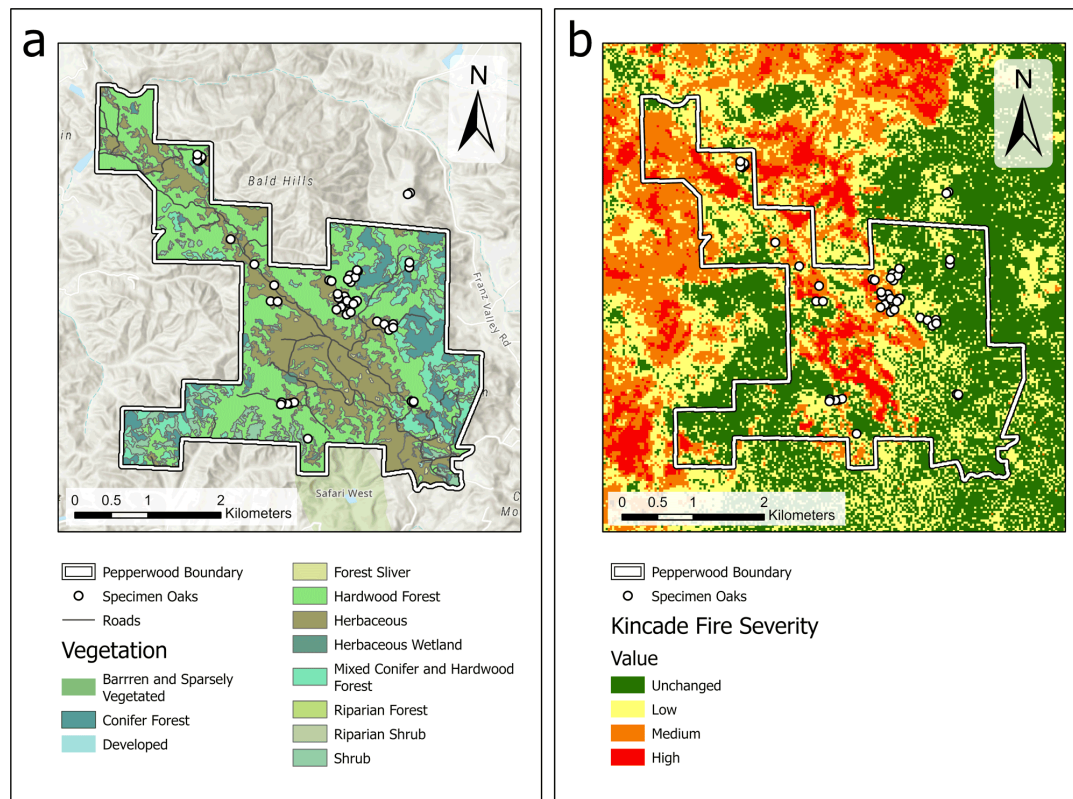 a
N
in
Bald Hills
Franz Valley Rd
n
Safari West
C
Mo
0 0.5 1 2
Kilometers
Pepperwood Boundary
Specimen Oaks
Roads
Vegetation
Barrren and Sparsely
Vegetated
Conifer Forest
Developed
Forest Sliver
Hardwood Forest
Herbaceous
Herbaceous Wetland
Mixed Conifer and Hardwood
Forest
Riparian Forest
Riparian Shrub
Shrub
b
N
0 0.5 1 2
Kilometers
Pepperwood Boundary
Specimen Oaks
Kincade Fire Severity
Value
Unchanged
Low
Medium
High